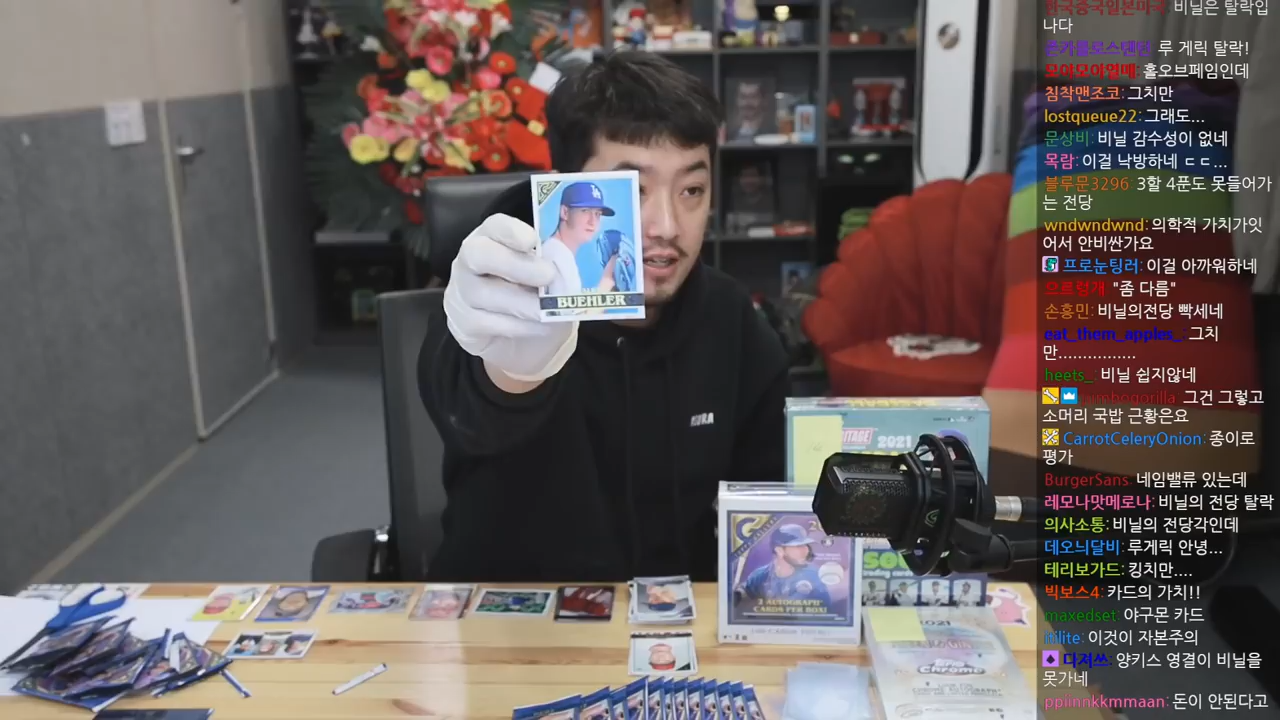 BUEHLER
HERITAGE
2021
3 AUTOGRAPH
CARDS PER BOX!
trading cards
2021
Chrome
비닐은 탈락입
니다
루 게릭 탈락!
모아모아열매: 홀오브페임인데
침착맨조코: 그치만
lostqueue22: 그래도...
문상비: 비닐 감수성이 없네
목람: 이걸 낙방하네 ㄷㄷ...
블루문3296 3할 4푼도 못들어가
는 전당
wndwndwnd: 의학적 가치가잇
어서 안비싼가요
프로눈팅러: 이걸 아까워하네
으르렁개 "좀 다름"
손흥민: 비닐의전당 빡세네
eat_them_apples_: 그치
만................
heets_: 비닐 쉽지않네
그건 그렇고
소머리 국밥 근황은요
CarrotCeleryOnion: 종이로
평가
BurgerSans: 네임밸류 있는데
레모나맛메로나: 비닐의 전당 탈락
의사소통: 비닐의 전당각인데
데오늬달비: 루게릭 안녕...
테리보가드: 킹치만....
빅보스4: 카드의 가치!!
maxedset: 야구몬 카드
이것이 자본주의
다저쓰: 양키스 영결이 비닐을
못가네
ppiinnkkmmaan: 돈이 안된다고